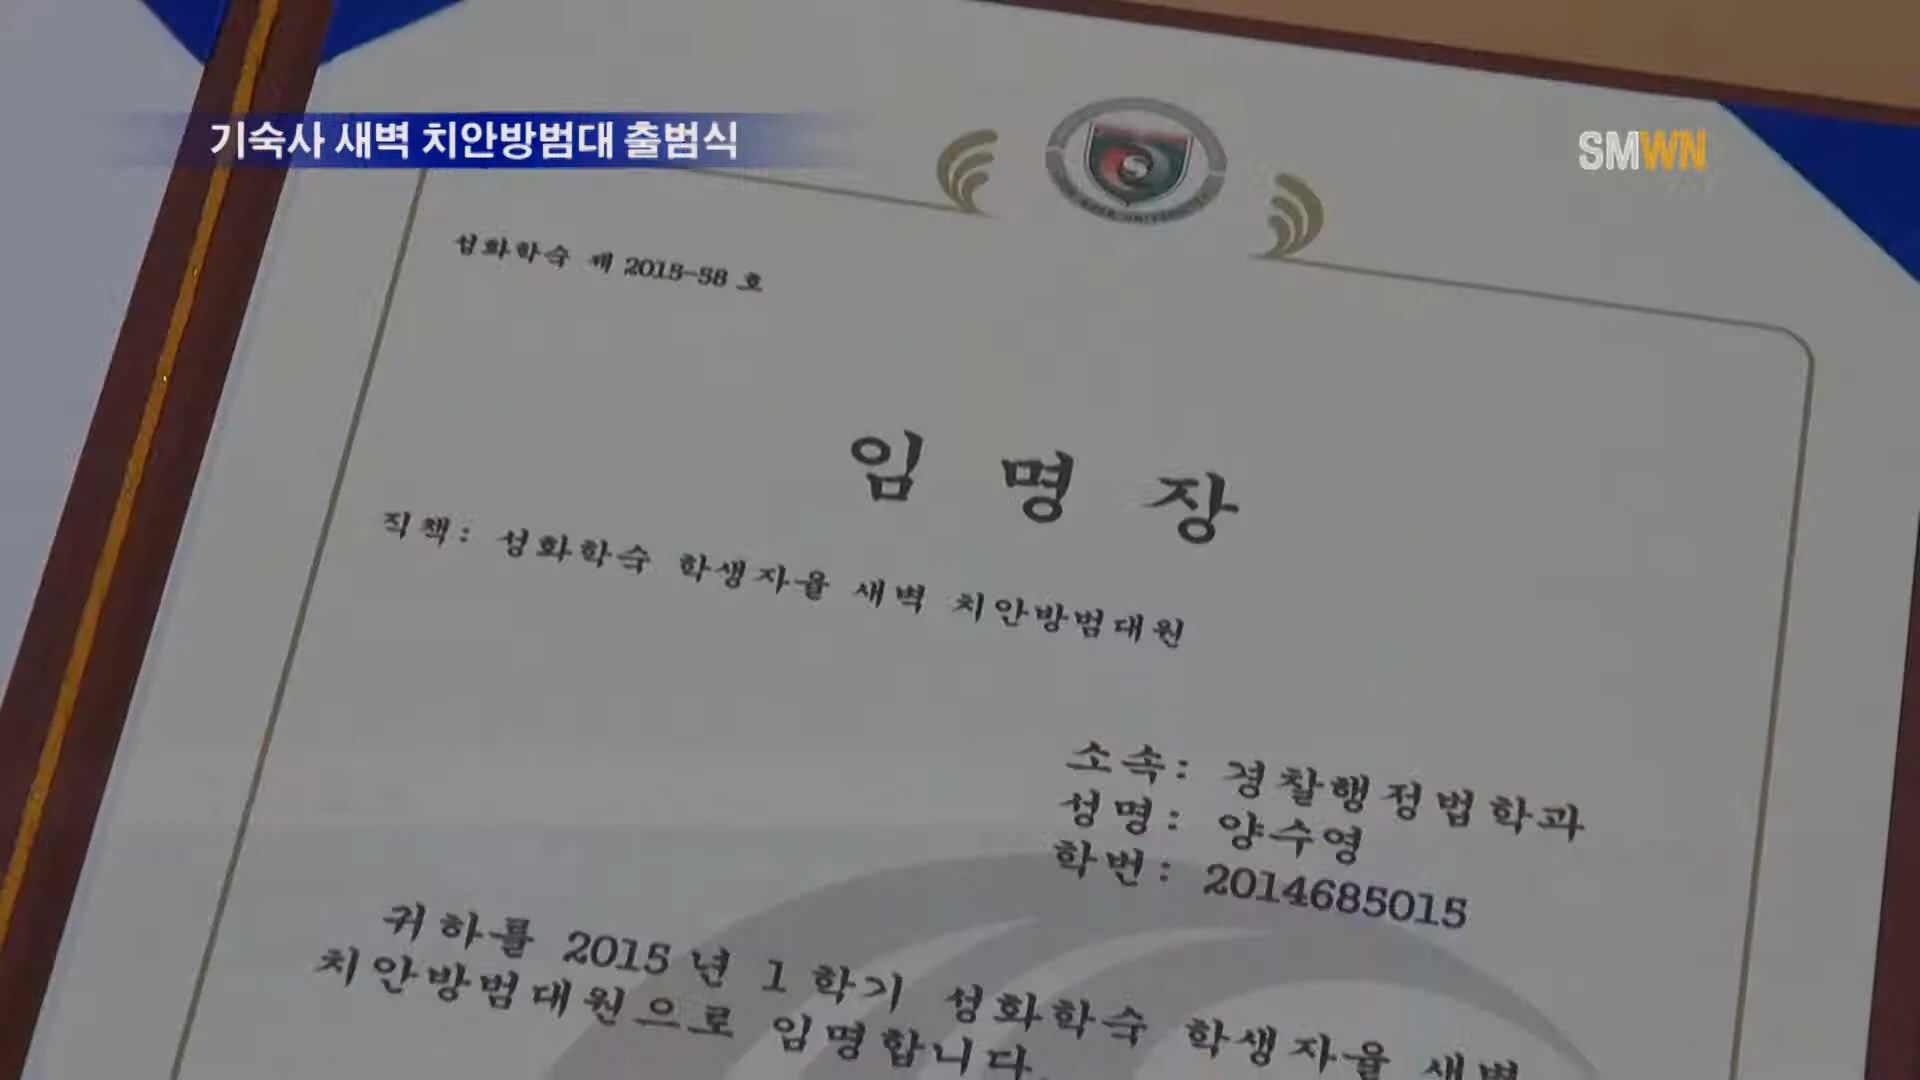 기숙사 새벽 치안방범대 출범식
SMWN
성화학숙 제 2015-58 호
임 명 장
직책: 성화학숙 학생자율 새벽 치안방범대원
소속: 경찰행정법학과
성명: 양수영
학번: 2014685015
귀하를 2015년 1학기 성화학숙 학생자율 새벽
치안방범대원으로 임명합니다.